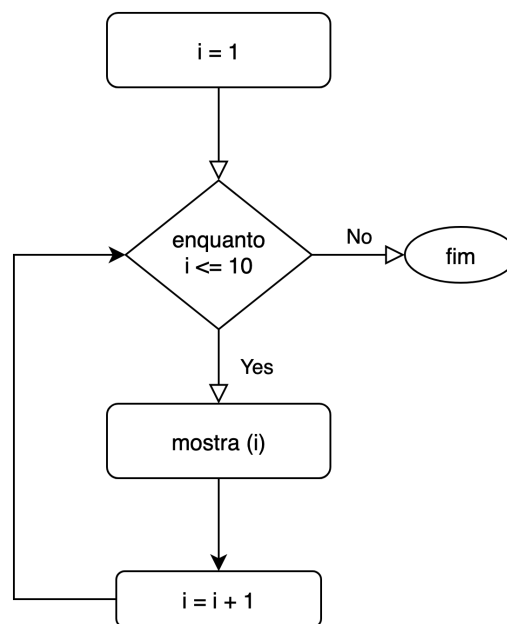 i = 1
enquanto
i <= 10
No
fim
Yes
mostra (i)
i = i + 1